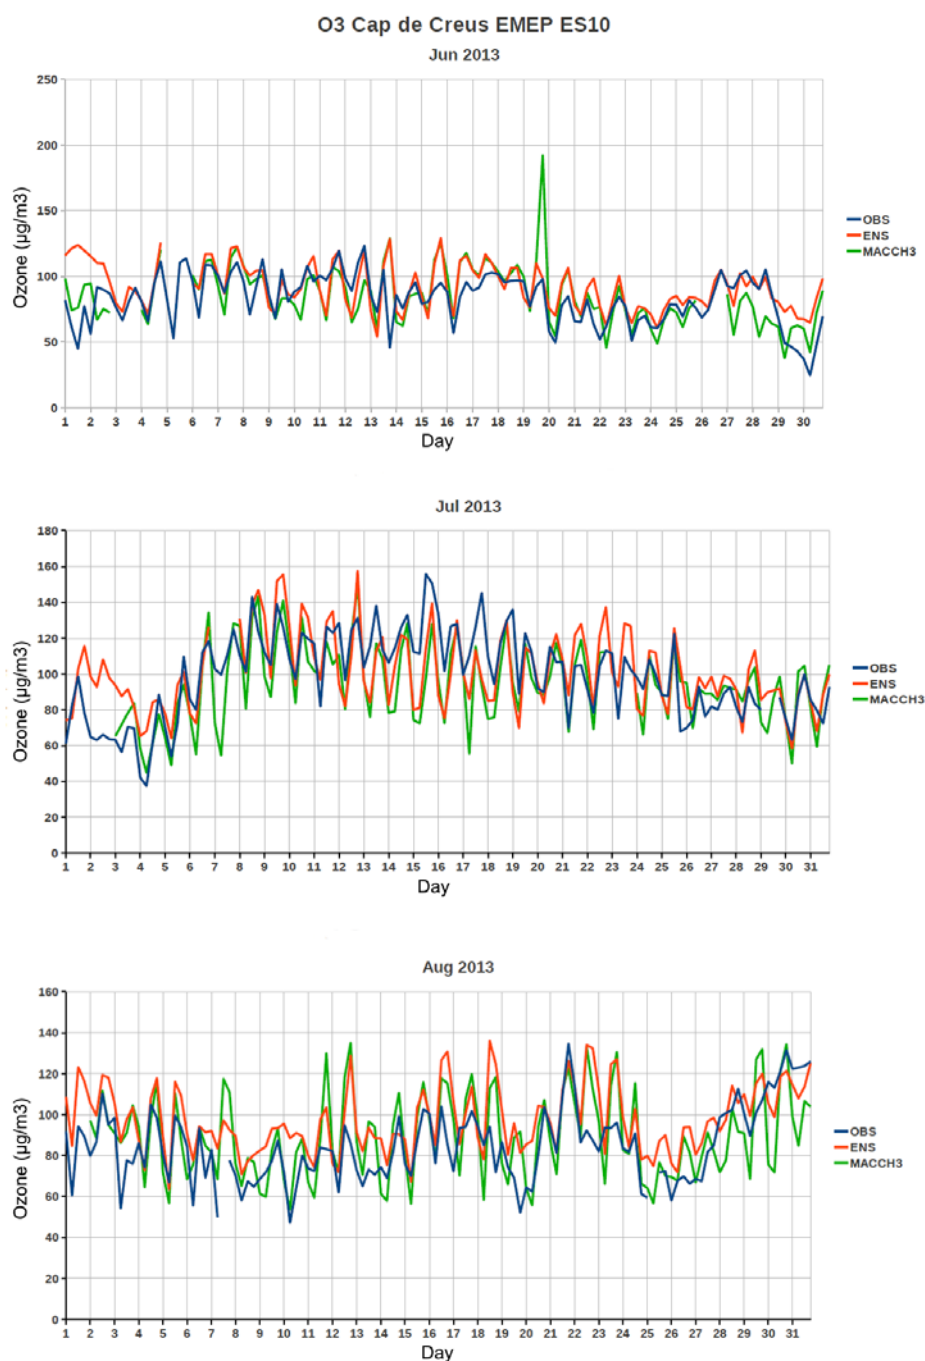 O3 Cap de Creus EMEP ES10
Jun 2013
250
200
150
100
50
0
Ozone (µg/m3)
1 2 3 4 5 6 7 8 9 10 11 12 13 14 15 16 17 18 19 20 21 22 23 24 25 26 27 28 29 30
Day
OBS
ENS
MACCH3
Jul 2013
180
160
140
120
100
80
60
40
20
0
Ozone (µg/m3)
1 2 3 4 5 6 7 8 9 10 11 12 13 14 15 16 17 18 19 20 21 22 23 24 25 26 27 28 29 30 31
Day
OBS
ENS
MACCH3
Aug 2013
160
140
120
100
80
60
40
20
0
Ozone (µg/m3)
1 2 3 4 5 6 7 8 9 10 11 12 13 14 15 16 17 18 19 20 21 22 23 24 25 26 27 28 29 30 31
Day
OBS
ENS
MACCH3